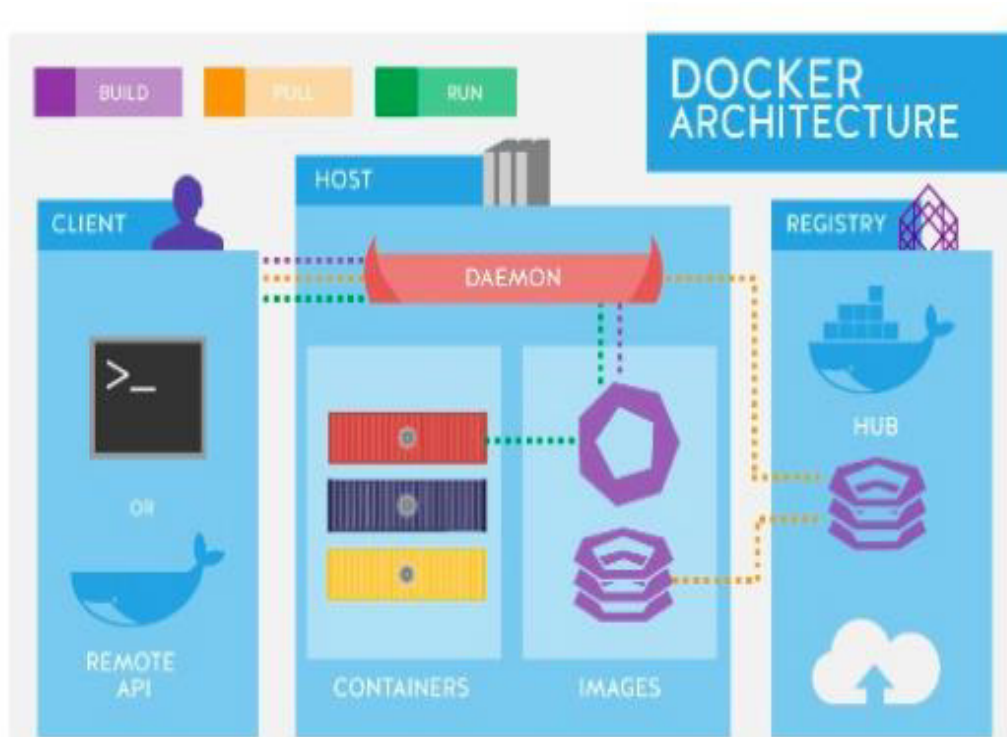 BUILD
PULL
RUN
DOCKER
ARCHITECTURE
HOST
CLIENT
REGISTRY
DAEMON
>_
HUB
OR
REMOTE
API
CONTAINERS
IMAGES